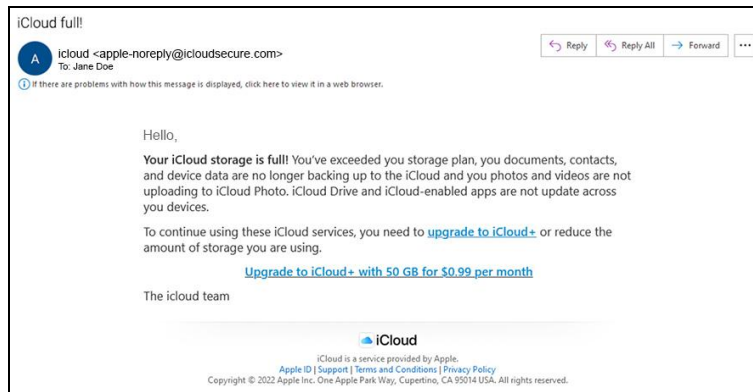 iCloud full!
Reply Reply All Forward ...
A
icloud <apple-noreply@icloudsecure.com>
To: Jane Doe
If there are problems with how this message is displayed, click here to view it in a web browser.
Hello,
Your iCloud storage is full! You've exceeded you storage plan, you documents, contacts,
and device data are no longer backing up to the iCloud and you photos and videos are not
uploading to iCloud Photo. iCloud Drive and iCloud-enabled apps are not update across
you devices.
To continue using these iCloud services, you need to upgrade to iCloud+ or reduce the
amount of storage you are using.
Upgrade to iCloud+ with 50 GB for $0.99 per month
The icloud team
iCloud
iCloud is a service provided by Apple.
Apple ID | Support | Terms and Conditions | Privacy Policy
Copyright © 2022 Apple Inc. One Apple Park Way, Cupertino, CA 95014 USA. All rights reserved.